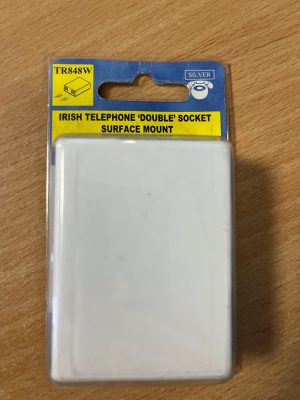 TR848W
SILVER
IRISH TELEPHONE 'DOUBLE' SOCKET
SURFACE MOUNT